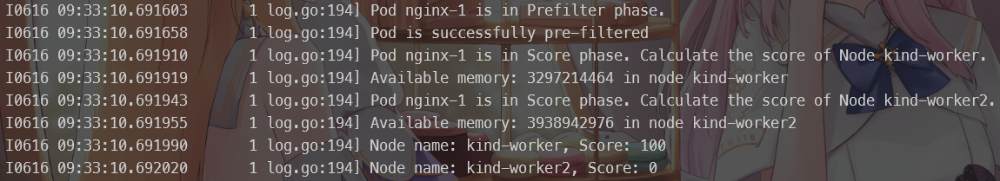 I0616 09:33:10.691603       1 log.go:194] Pod nginx-1 is in Prefilter phase.
I0616 09:33:10.691658       1 log.go:194] Pod is successfully pre-filtered
I0616 09:33:10.691910       1 log.go:194] Pod nginx-1 is in Score phase. Calculate the score of Node kind-worker.
I0616 09:33:10.691919       1 log.go:194] Available memory: 3297214464 in node kind-worker
I0616 09:33:10.691943       1 log.go:194] Pod nginx-1 is in Score phase. Calculate the score of Node kind-worker2.
I0616 09:33:10.691955       1 log.go:194] Available memory: 3938942976 in node kind-worker2
I0616 09:33:10.691990       1 log.go:194] Node name: kind-worker, Score: 100
I0616 09:33:10.692020       1 log.go:194] Node name: kind-worker2, Score: 0